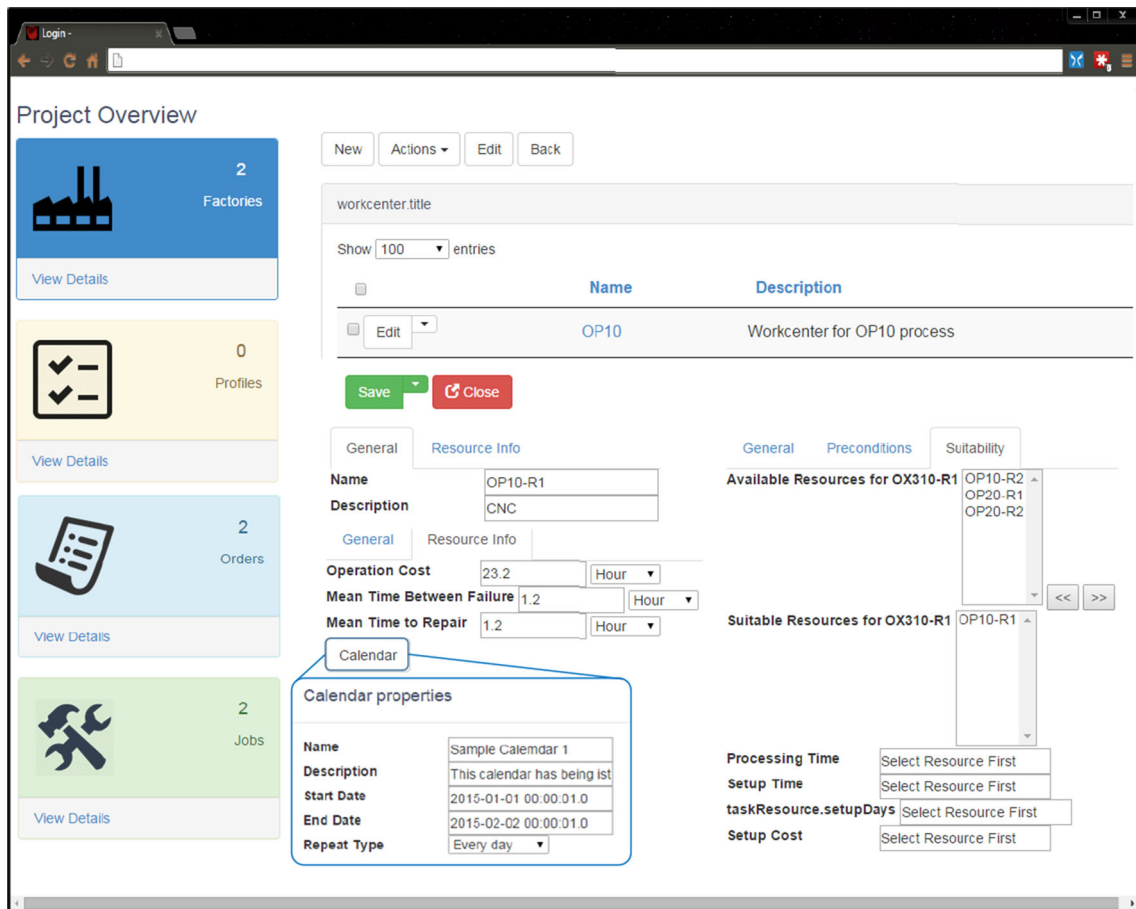 Login -
Project Overview
2
Factories
View Details
0
Profiles
View Details
2
Orders
View Details
2
Jobs
View Details
New Actions Edit Back
workcenter.title
Show 100 entries
Name Description
Edit OP10 Workcenter for OP10 process
Save Close
General Resource Info
Name OP10-R1
Description CNC
General Resource Info
Operation Cost 23.2 Hour
Mean Time Between Failure 1.2 Hour
Mean Time to Repair 1.2 Hour
Calendar
Calendar properties
Name Sample Calemdar 1
Description This calendar has being ist
Start Date 2015-01-01 00:00:01.0
End Date 2015-02-02 00:00:01.0
Repeat Type Every day
General Preconditions Suitability
Available Resources for OX310-R1 OP10-R2
OP20-R1
OP20-R2
<< >>
Suitable Resources for OX310-R1 OP10-R1
Processing Time Select Resource First
Setup Time Select Resource First
taskResource.setupDays Select Resource First
Setup Cost Select Resource First